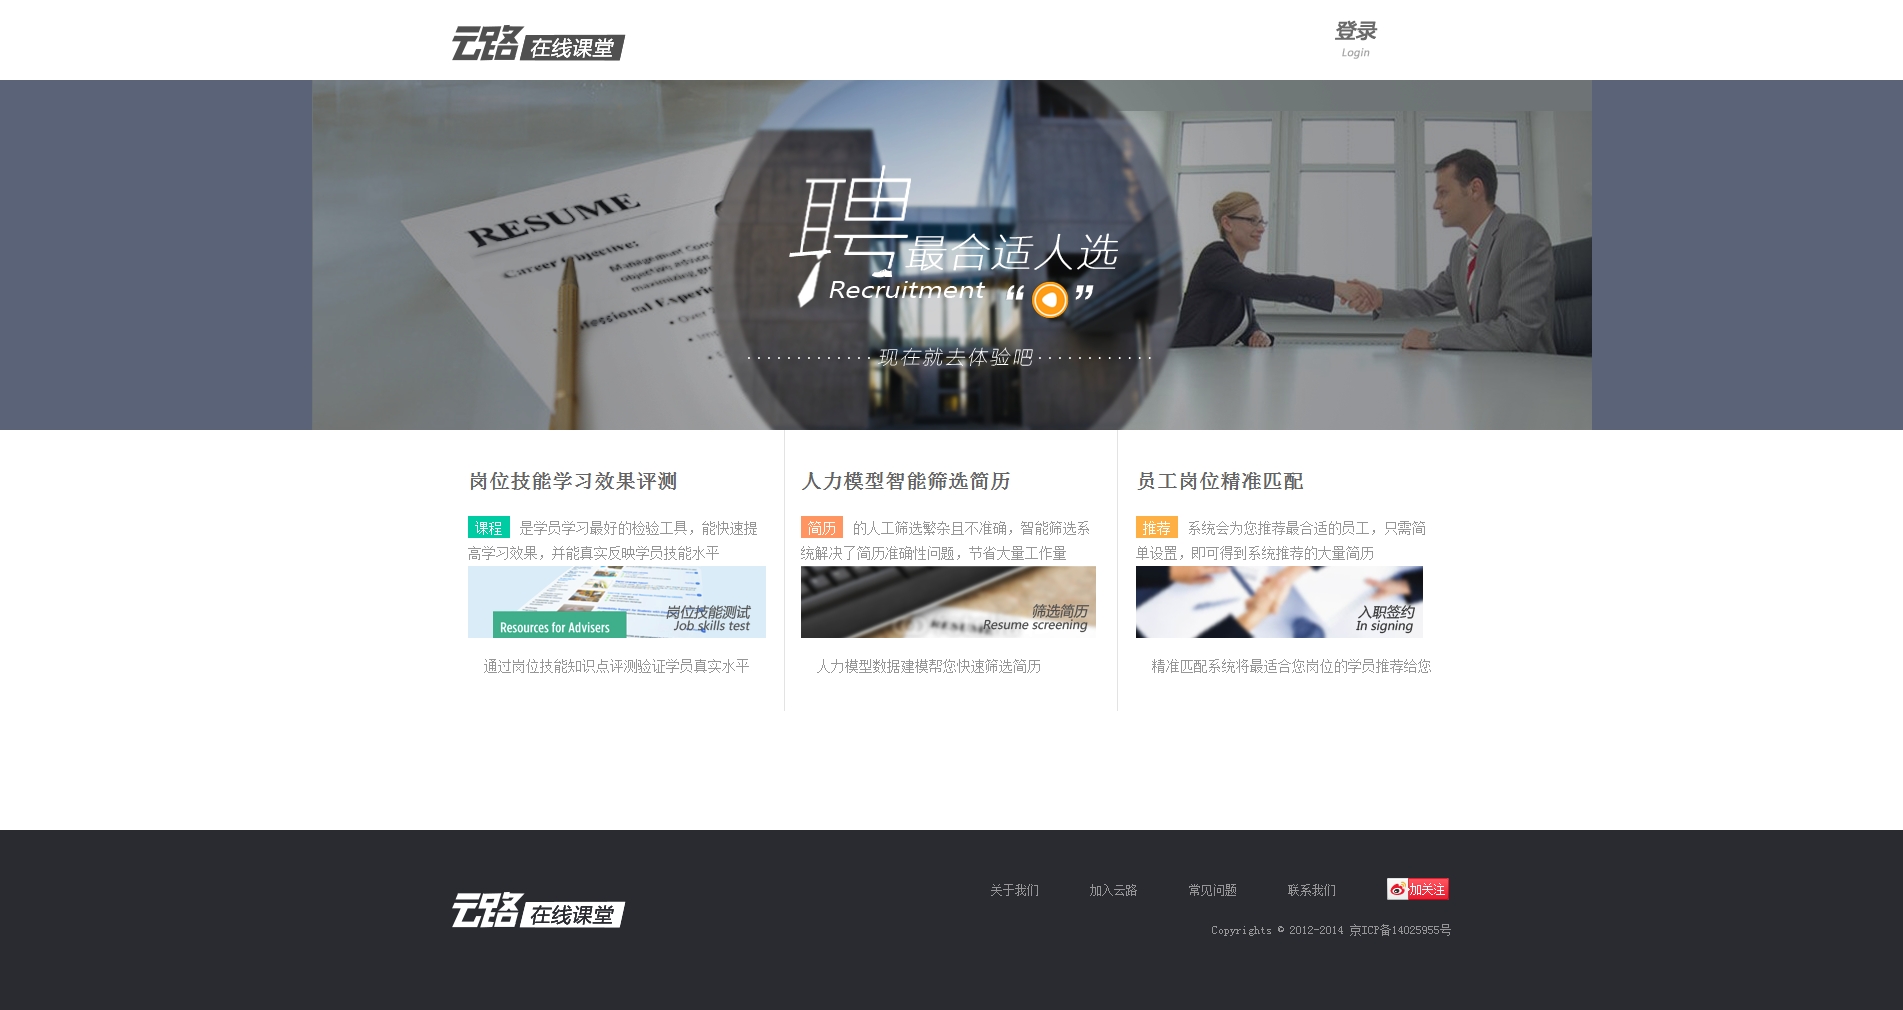 云路 在线课堂
登录
Login
RESUME
Career Objective:
Professional Experie
聘 最合适人选
Recruitment “ ”
············· 现在就去体验吧 ············
岗位技能学习效果评测
课程 是学员学习最好的检验工具，能快速提
高学习效果，并能真实反映学员技能水平
岗位技能测试
Job skills test
Resources for Advisers
通过岗位技能知识点评测验证学员真实水平
人力模型智能筛选简历
简历 的人工筛选繁杂且不准确，智能筛选系
统解决了简历准确性问题，节省大量工作量
筛选简历
Resume screening
RESUME
人力模型数据建模帮您快速筛选简历
员工岗位精准匹配
推荐 系统会为您推荐最合适的员工，只需简
单设置，即可得到系统推荐的大量简历
入职签约
In signing
精准匹配系统将最适合您岗位的学员推荐给您
云路 在线课堂
关于我们 加入云路 常见问题 联系我们 加关注
Copyrights © 2012-2014 京ICP备14025955号